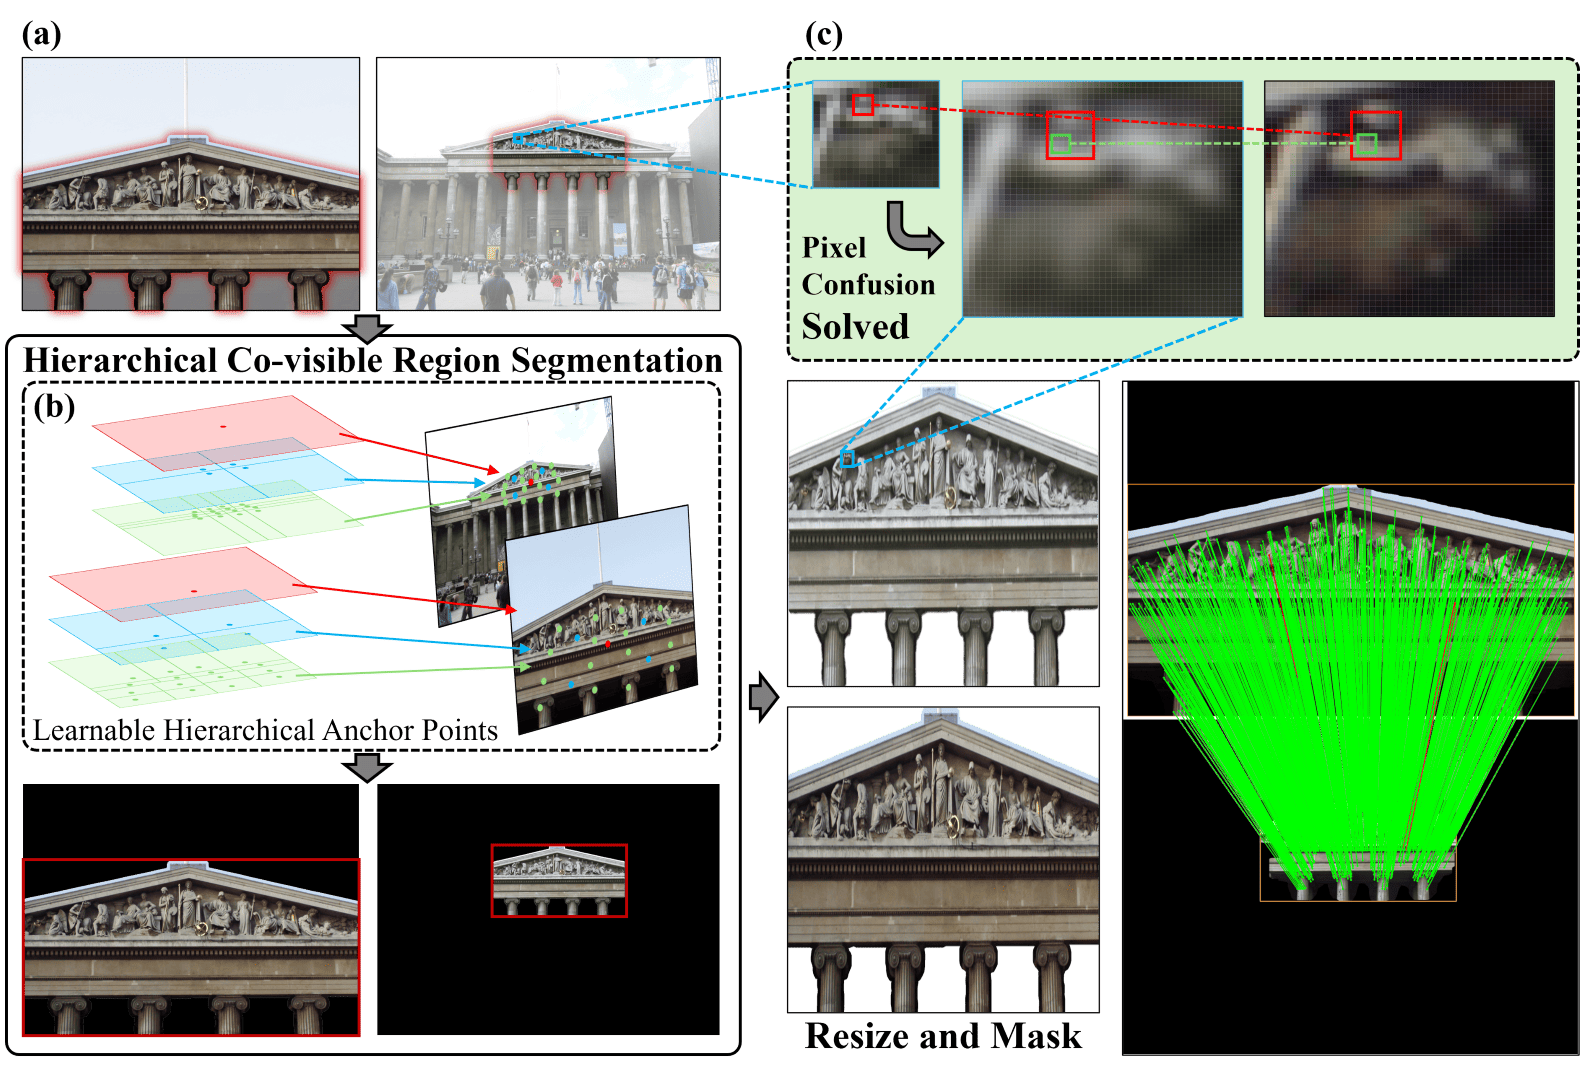 (a)
(c)
Pixel
Confusion
Solved
Hierarchical Co-visible Region Segmentation
(b)
Learnable Hierarchical Anchor Points
Resize and Mask